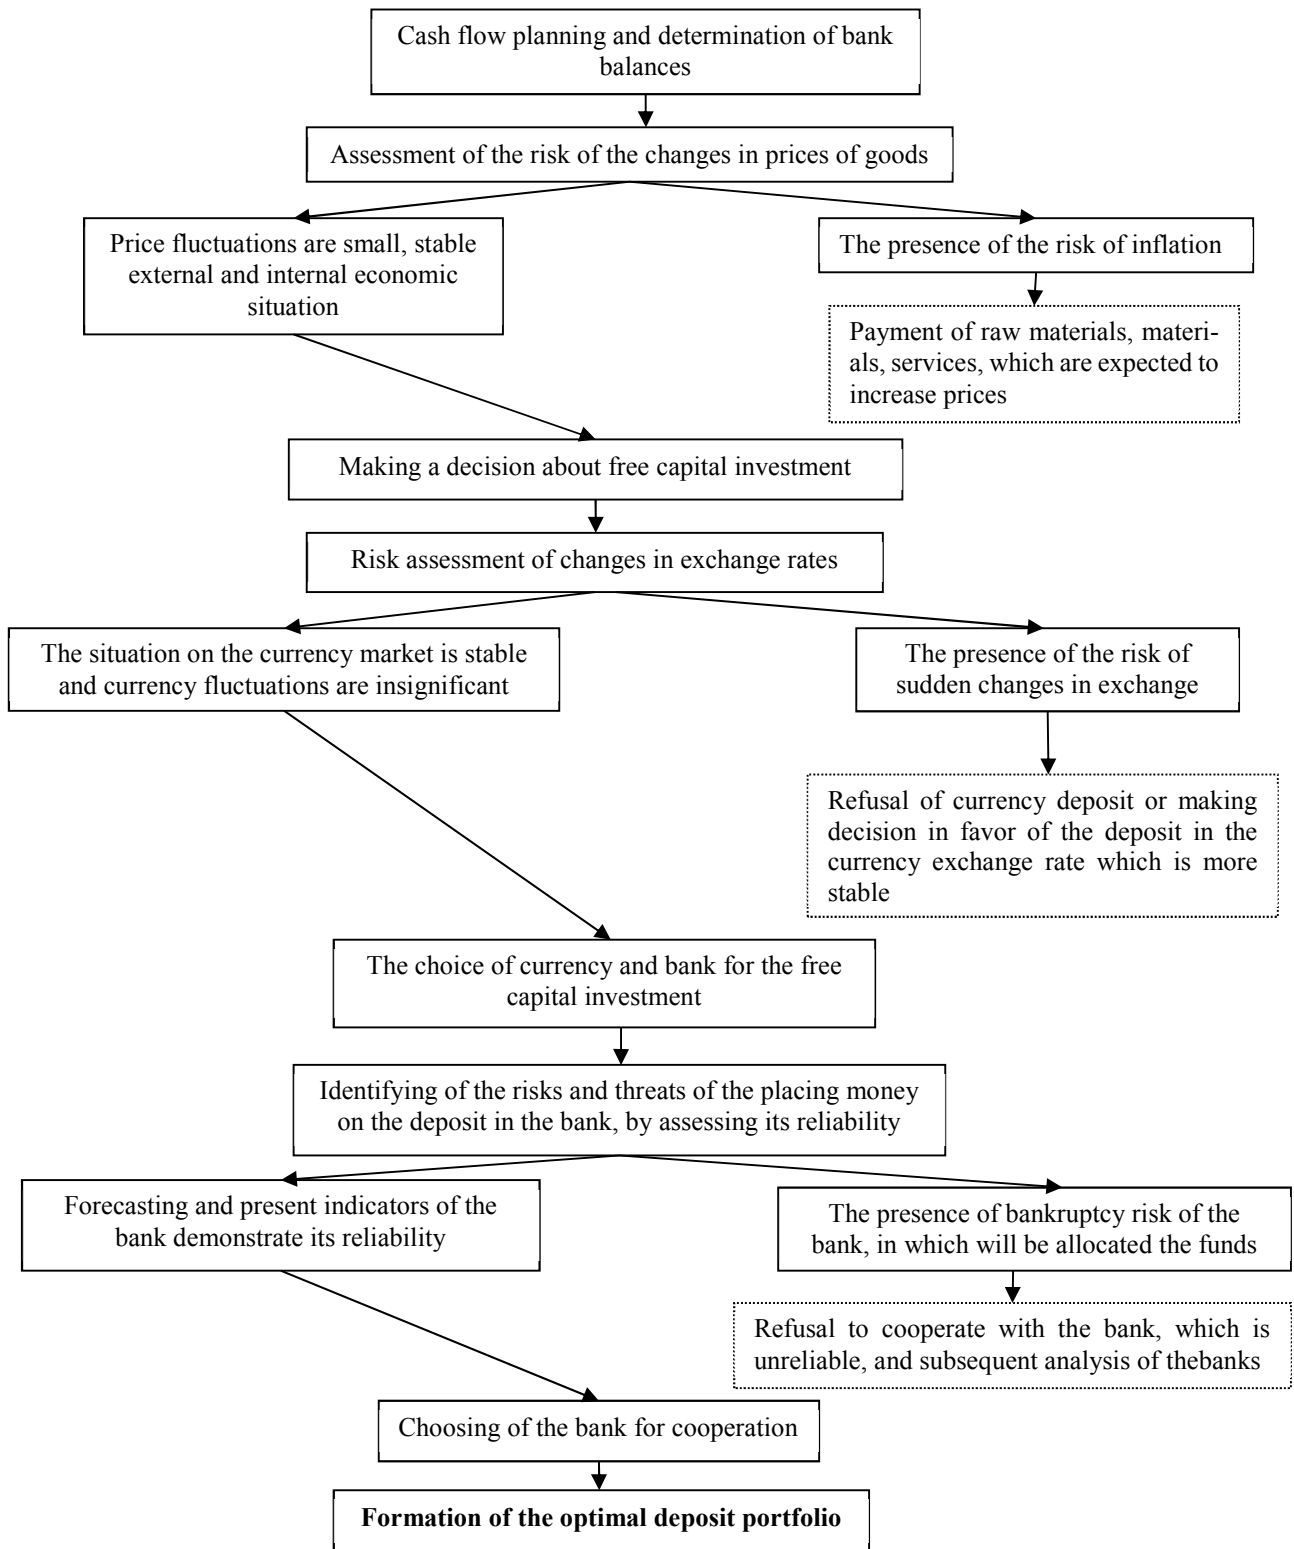 Cash flow planning and determination of bank
balances
Assessment of the risk of the changes in prices of goods
Price fluctuations are small, stable
external and internal economic
situation
The presence of the risk of inflation
Payment of raw materials, materi-
als, services, which are expected to
increase prices
Making a decision about free capital investment
Risk assessment of changes in exchange rates
The situation on the currency market is stable
and currency fluctuations are insignificant
The presence of the risk of
sudden changes in exchange
Refusal of currency deposit or making
decision in favor of the deposit in the
currency exchange rate which is more
stable
The choice of currency and bank for the free
capital investment
Identifying of the risks and threats of the placing money
on the deposit in the bank, by assessing its reliability
Forecasting and present indicators of the
bank demonstrate its reliability
The presence of bankruptcy risk of the
bank, in which will be allocated the funds
Refusal to cooperate with the bank, which is
unreliable, and subsequent analysis of thebanks
Choosing of the bank for cooperation
Formation of the optimal deposit portfolio